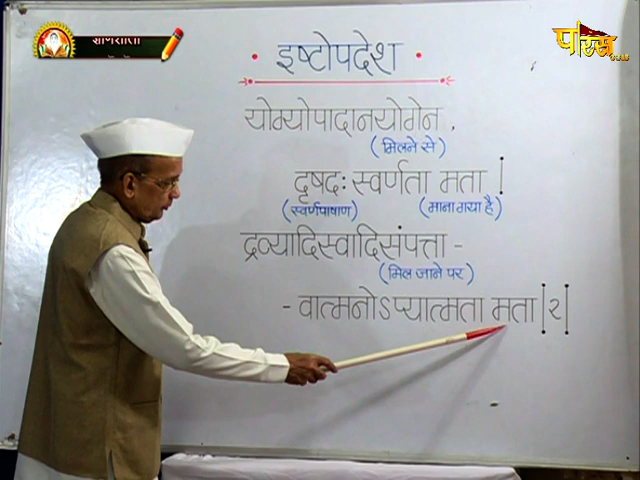 पारस
• इष्टोपदेश •
योग्योपादानयोगेन,
(मिलने से)
दृषदः स्वर्णता मता |
(स्वर्णपाषाण) (माना गया है)
द्रव्यादिस्वादिसंपत्ता -
(मिल जाने पर)
- वात्मनोऽप्यात्मता मता |२|